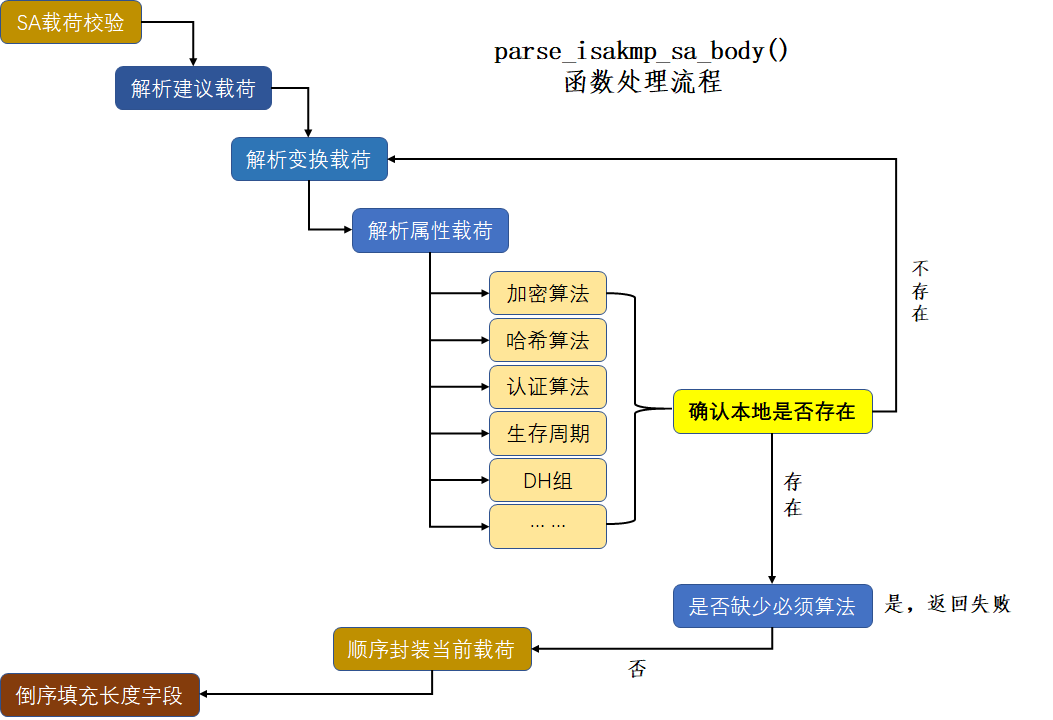 SA载荷校验
parse_isakmp_sa_body()
函数处理流程
解析建议载荷
解析变换载荷
解析属性载荷
加密算法
哈希算法
认证算法
生存周期
DH组
... ...
确认本地是否存在
不
存
在
存
在
是否缺少必须算法
是，返回失败
否
顺序封装当前载荷
倒序填充长度字段